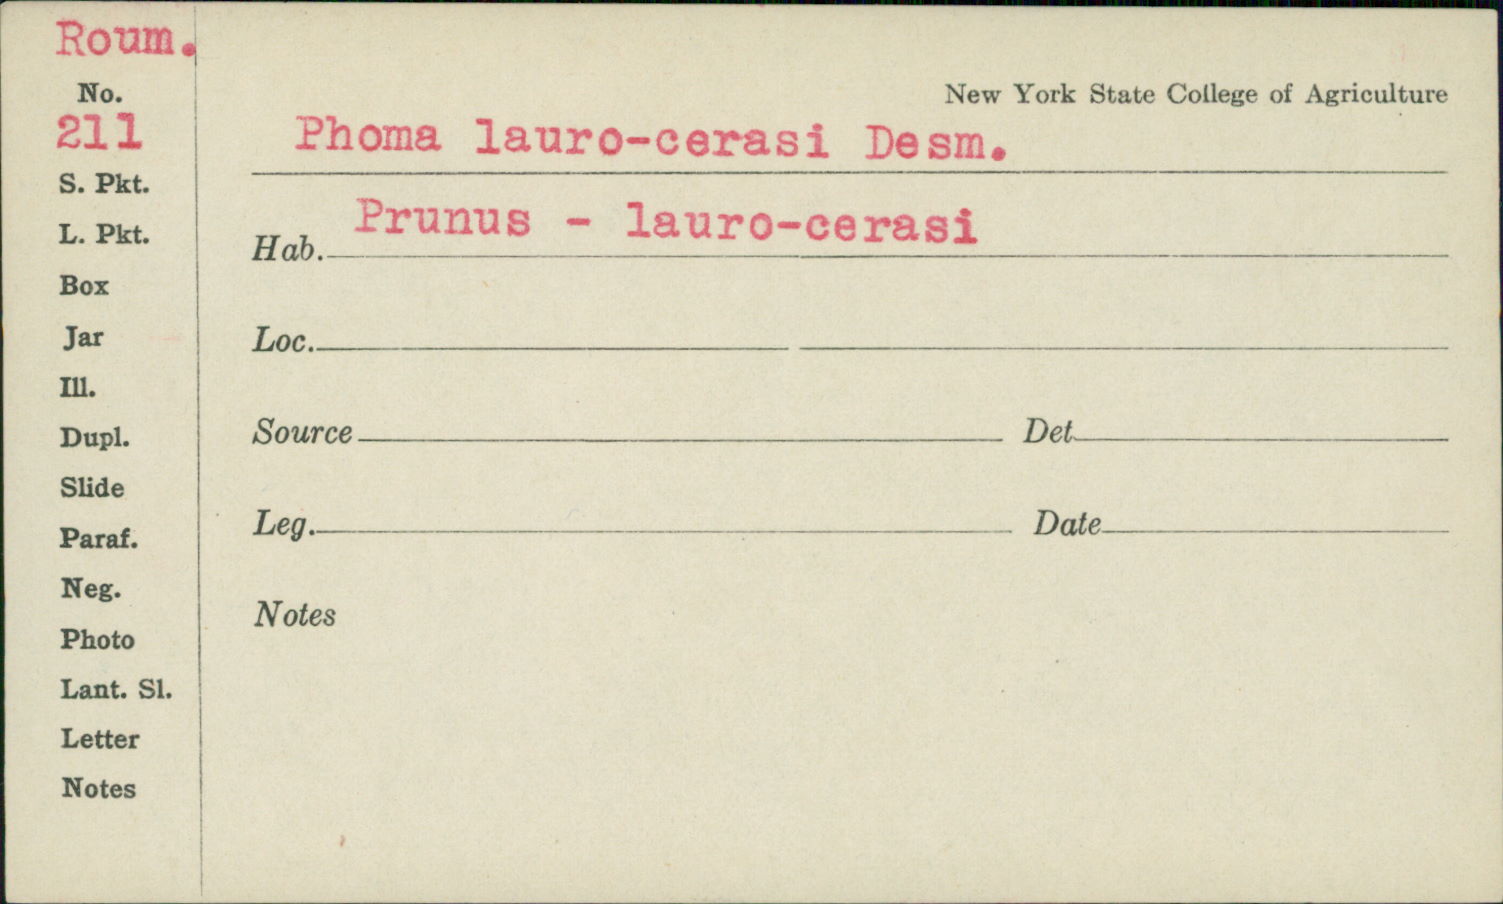 Roum.
No.
211
S. Pkt.
L. Pkt.
Box
Jar
Ill.
Dupl.
Slide
Paraf.
Neg.
Photo
Lant. Sl.
Letter
Notes
New York State College of Agriculture
Phoma lauro-cerasi Desm.
Hab. Prunus - lauro-cerasi
Loc.
Source Det.
Leg. Date
Notes